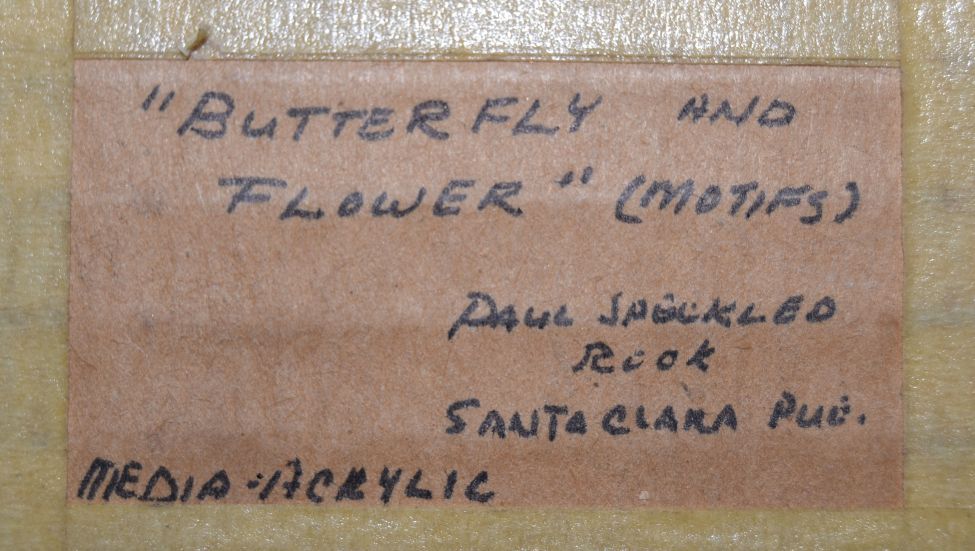 "BUTTERFLY AND
FLOWER" (MOTIFS)
PAUL SPECKLED
ROCK
SANTA CLARA PUE.
MEDIA - ACRYLIC